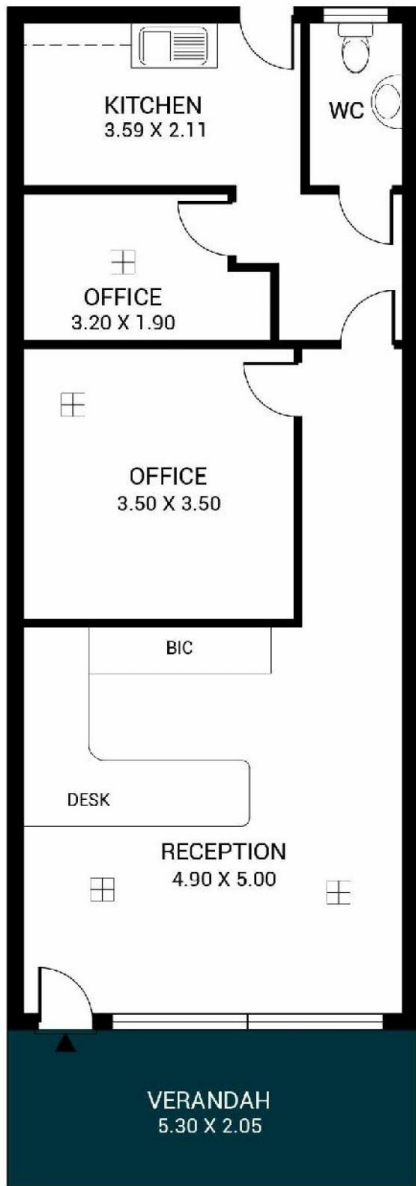 KITCHEN
3.59 X 2.11
WC
OFFICE
3.20 X 1.90
OFFICE
3.50 X 3.50
BIC
DESK
RECEPTION
4.90 X 5.00
VERANDAH
5.30 X 2.05